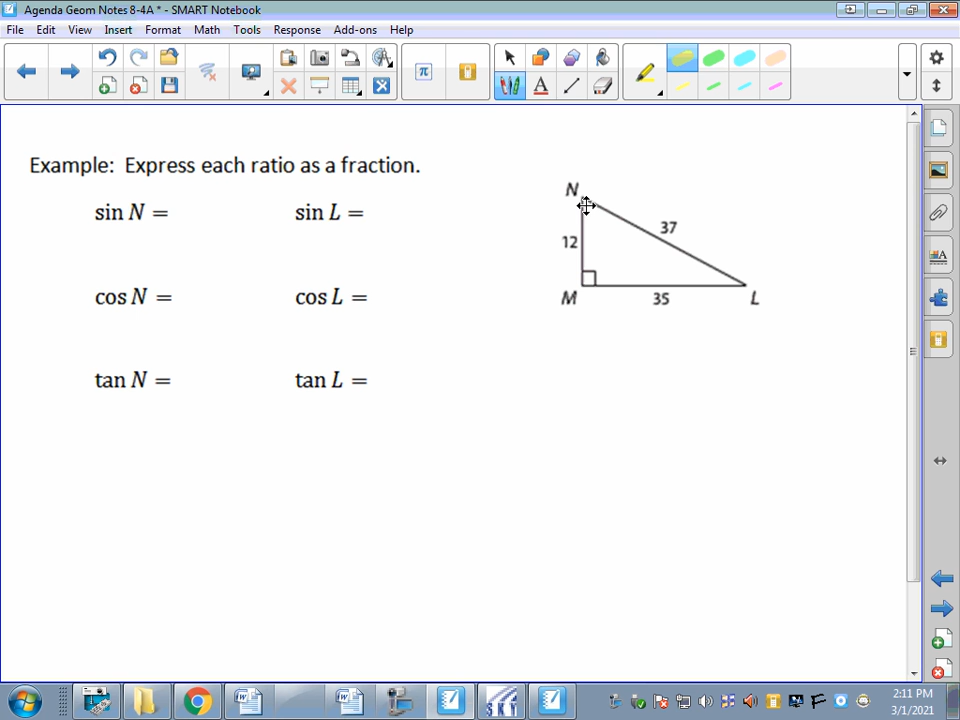 Agenda Geom Notes 8-4A * - SMART Notebook
File Edit View Insert Format Math Tools Response Add-ons Help
π
A
Example: Express each ratio as a fraction.
sin N = sin L =
cos N = cos L =
tan N = tan L =
N
37
12
M 35 L
2:11 PM
3/1/2021